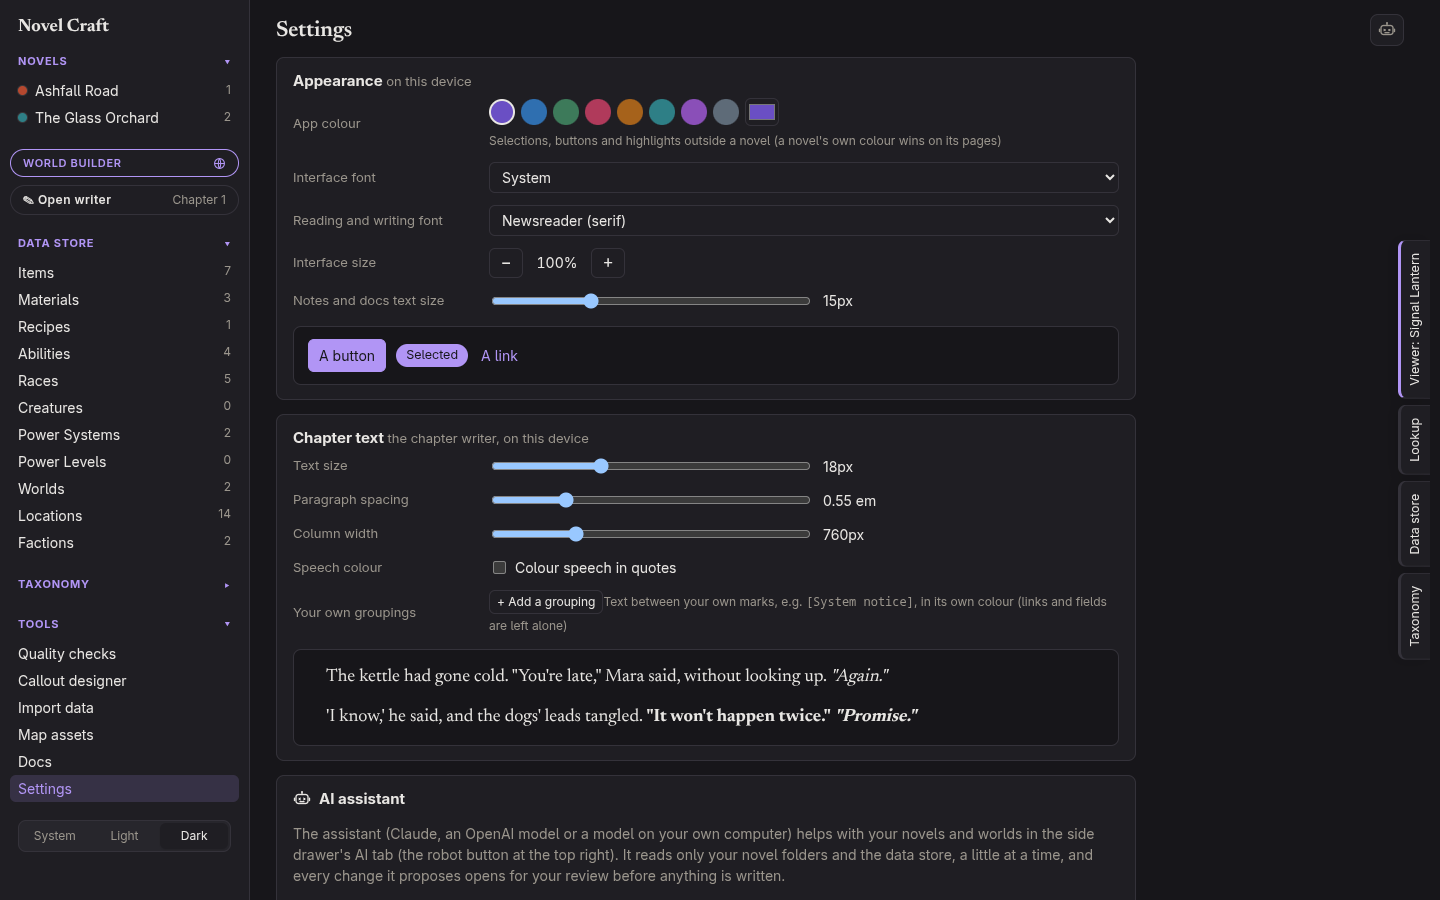 Novel Craft
NOVELS
Ashfall Road 1
The Glass Orchard 2
WORLD BUILDER
Open writer Chapter 1
DATA STORE
Items 7
Materials 3
Recipes 1
Abilities 4
Races 5
Creatures 0
Power Systems 2
Power Levels 0
Worlds 2
Locations 14
Factions 2
TAXONOMY
TOOLS
Quality checks
Callout designer
Import data
Map assets
Docs
Settings
System Light Dark
Settings
Appearance on this device
App colour
Selections, buttons and highlights outside a novel (a novel's own colour wins on its pages)
Interface font System
Reading and writing font Newsreader (serif)
Interface size − 100% +
Notes and docs text size 15px
A button Selected A link
Chapter text the chapter writer, on this device
Text size 18px
Paragraph spacing 0.55 em
Column width 760px
Speech colour Colour speech in quotes
Your own groupings + Add a grouping Text between your own marks, e.g. [System notice], in its own colour (links and fields
are left alone)
The kettle had gone cold. "You're late," Mara said, without looking up. "Again."
'I know,' he said, and the dogs' leads tangled. "It won't happen twice." "Promise."
AI assistant
The assistant (Claude, an OpenAI model or a model on your own computer) helps with your novels and worlds in the side
drawer's AI tab (the robot button at the top right). It reads only your novel folders and the data store, a little at a time, and
every change it proposes opens for your review before anything is written.
Viewer: Signal Lantern
Lookup
Data store
Taxonomy